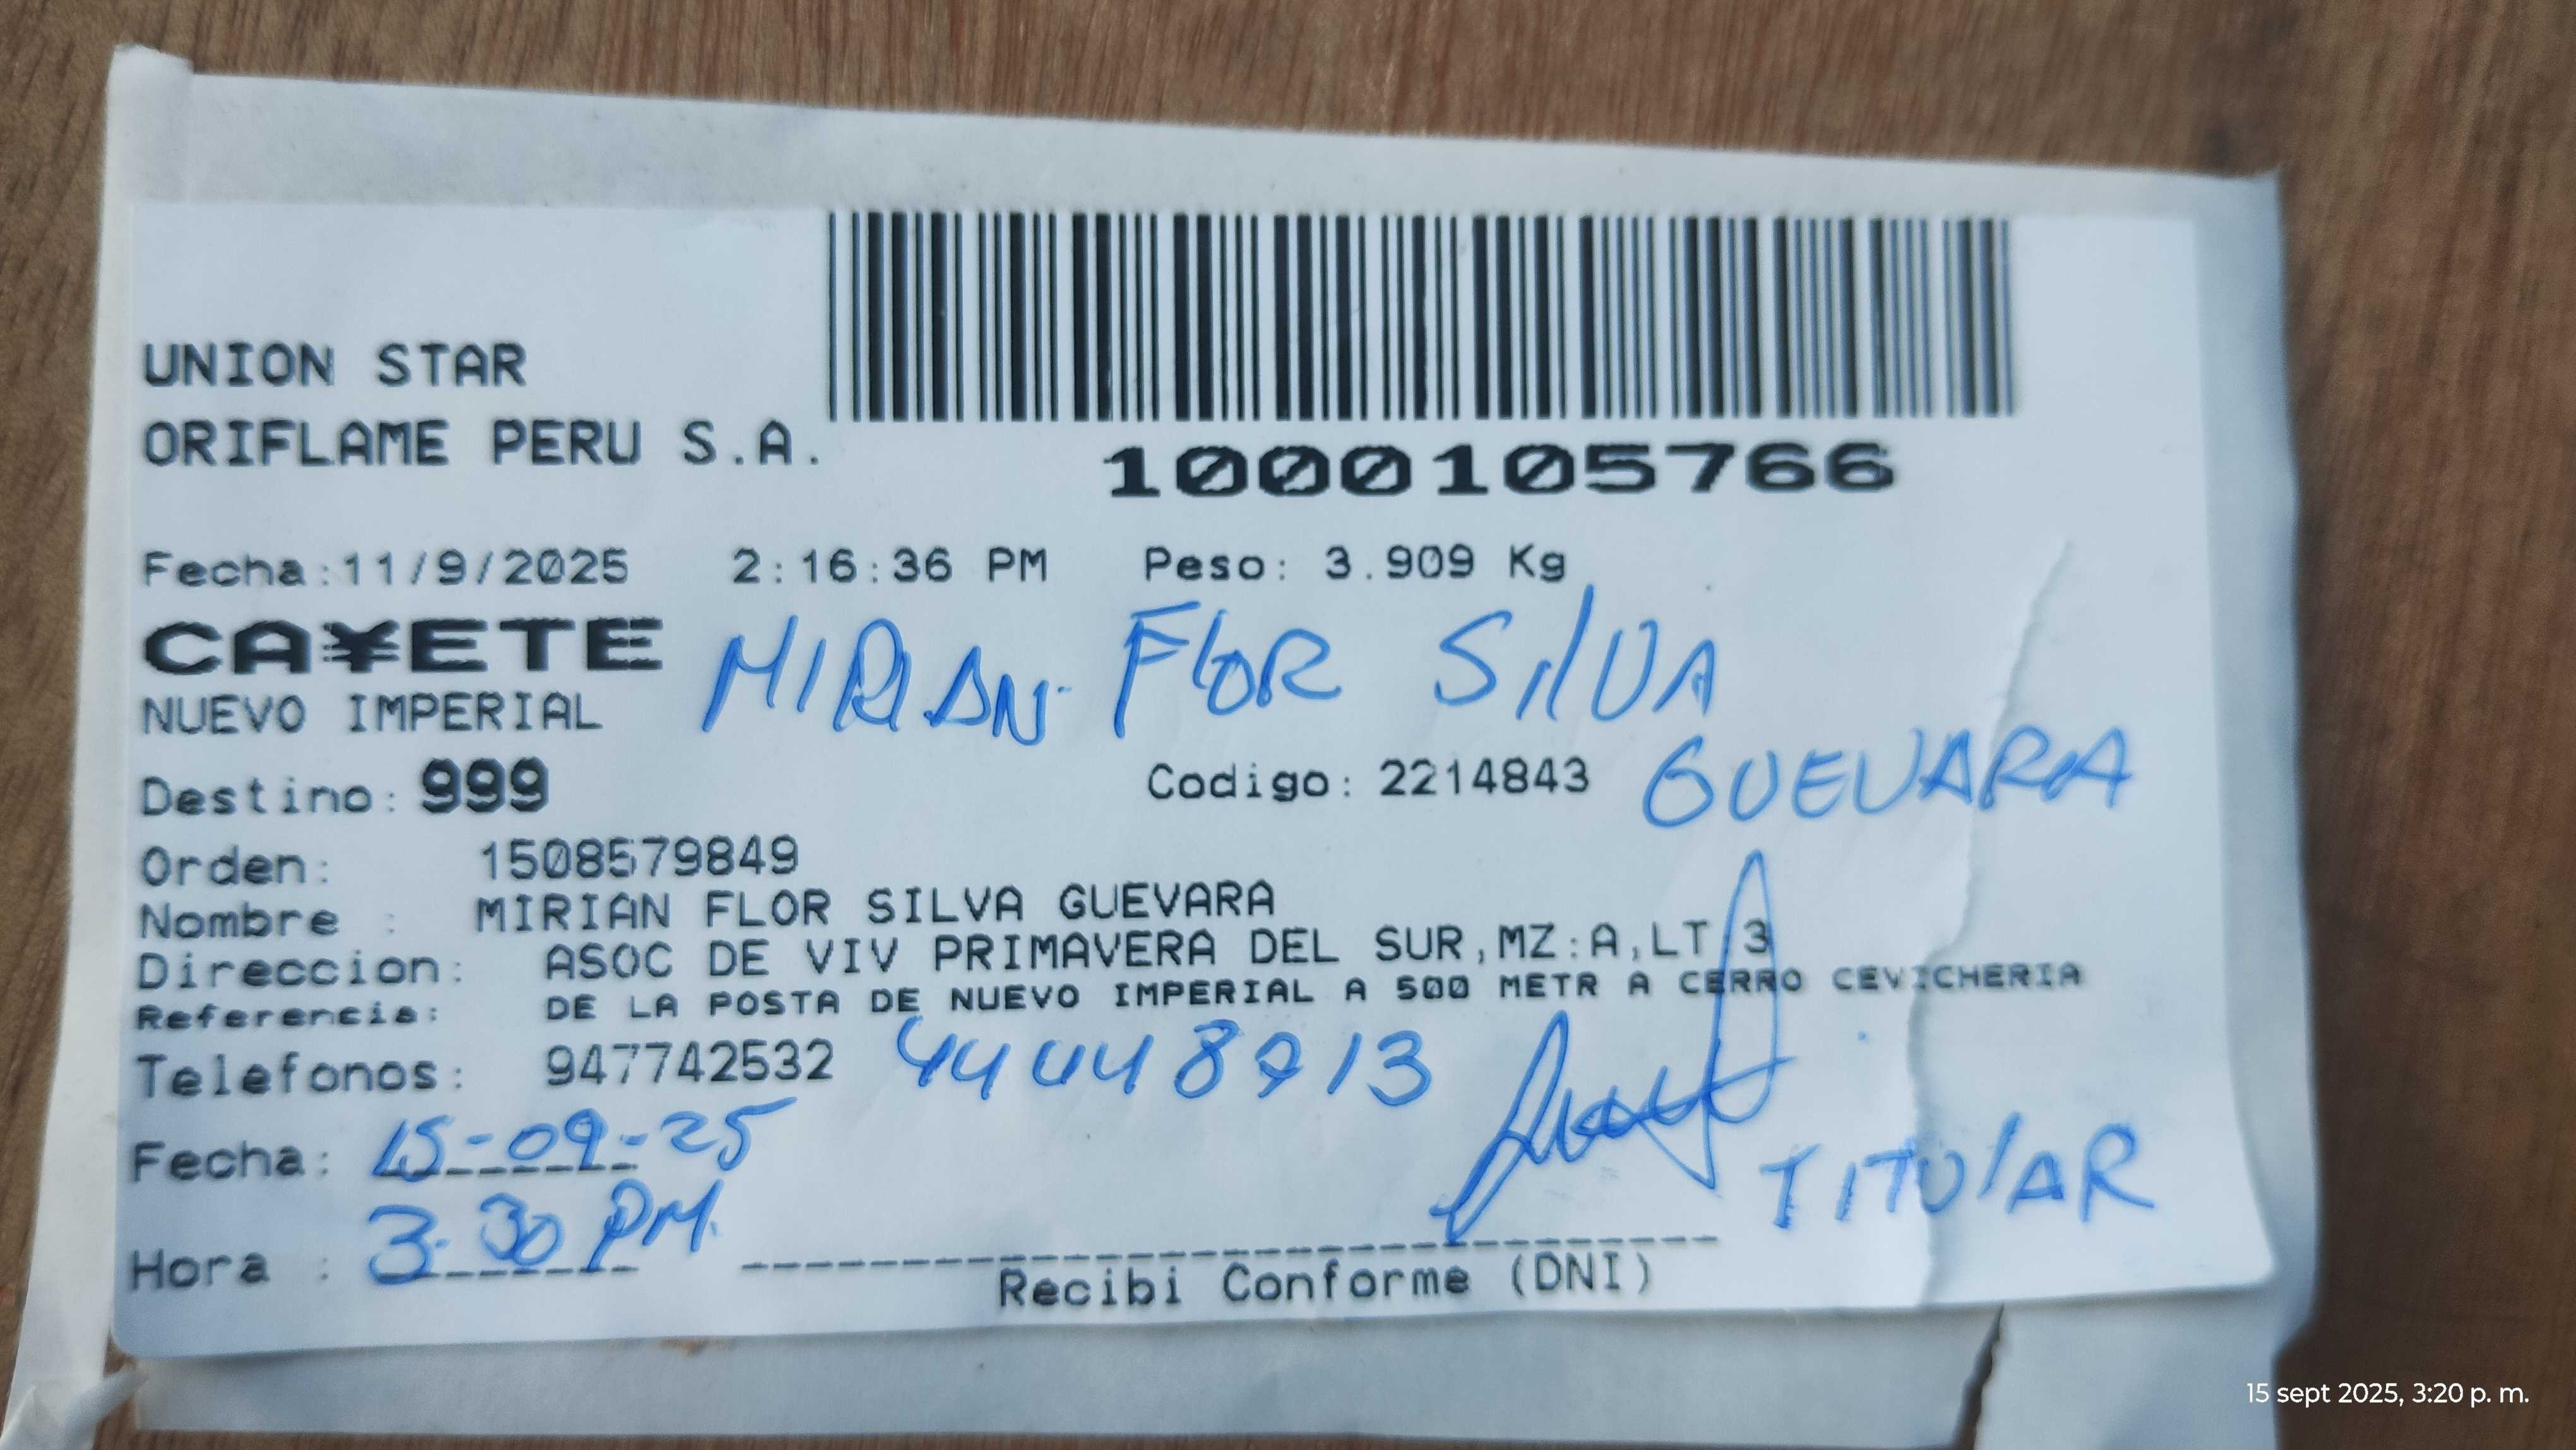 UNION STAR
ORIFLAME PERU S.A.
1000105766
Fecha:11/9/2025 2:16:36 PM Peso: 3.909 Kg
CA¥ETE MIRIAN FlOR SilVA
NUEVO IMPERIAL
Destino: 999 Codigo: 2214843 GUEVARA
Orden: 1508579849
Nombre : MIRIAN FLOR SILVA GUEVARA
Direccion: ASOC DE VIV PRIMAVERA DEL SUR,MZ:A,LT 3
Referencia: DE LA POSTA DE NUEVO IMPERIAL A 500 METR A CERRO CEVICHERIA
Telefonos: 947742532
Fecha: 15-09-25
TITUlAR
Hora : 3:30 PM.
Recibi Conforme (DNI)
15 sept 2025, 3:20 p. m.